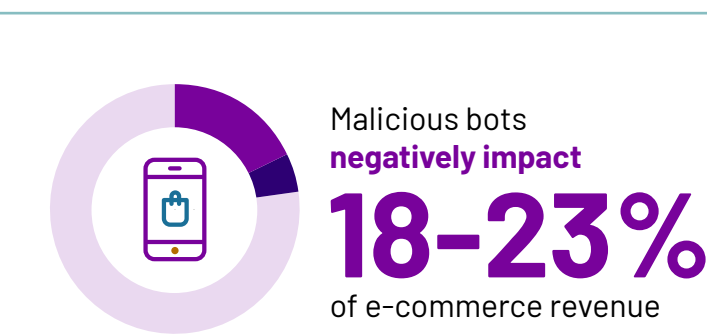 Malicious bots
negatively impact
18-23%
of e-commerce revenue